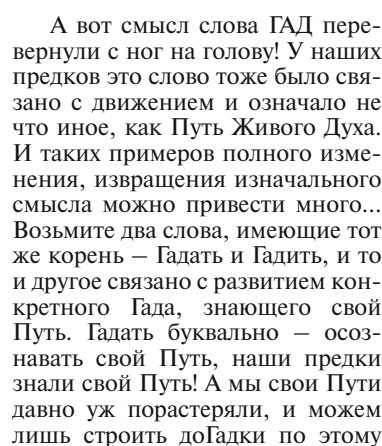 А вот смысл слова ГАД пере-
вернули с ног на голову! У наших
предков это слово тоже было свя-
зано с движением и означало не
что иное, как Путь Живого Духа.
И таких примеров полного изме-
нения, извращения изначального
смысла можно привести много...
Возьмите два слова, имеющие тот
же корень – Гадать и Гадить, и то
и другое связано с развитием кон-
кретного Гада, знающего свой
Путь. Гадать буквально – осоз-
навать свой Путь, наши предки
знали свой Путь! А мы свои Пути
давно уж порастеряли, и можем
лишь строить доГадки по этому